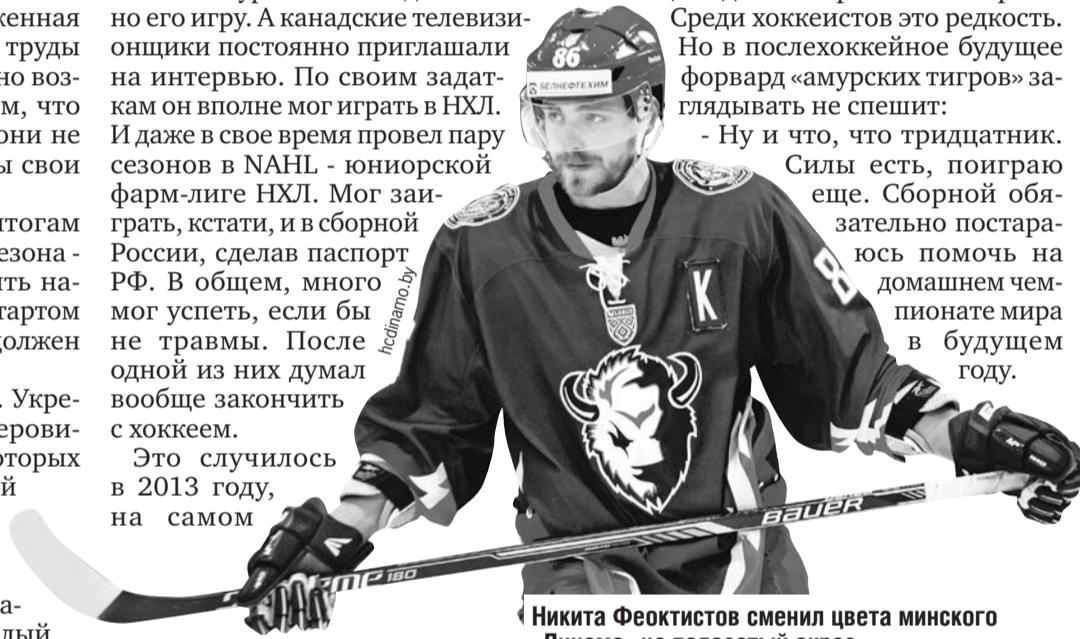 женная
труды
но воз-
м, что
они не
ы свои
итогам
езона -
ть на-
тартом
должен
. Укре-
ерови-
оторых
й
а-
лый
но его игру. А канадские телевизи-
онщики постоянно приглашали
на интервью. По своим задат-
кам он вполне мог играть в НХЛ.
И даже в свое время провел пару
сезонов в NAHL - юниорской
фарм-лиге НХЛ. Мог заи-
грать, кстати, и в сборной
России, сделав паспорт
РФ. В общем, много
мог успеть, если бы
не травмы. После
одной из них думал
вообще закончить
с хоккеем.
Это случилось
в 2013 году,
на самом
hcdinamo.by
86
БЕЛНЕФТЕХИМ
K
8
BAUER
180
Среди хоккеистов это редкость.
Но в послехоккейное будущее
форвард «амурских тигров» за-
глядывать не спешит:
- Ну и что, что тридцатник.
Силы есть, поиграю
еще. Сборной обя-
зательно постара-
юсь помочь на
домашнем чем-
пионате мира
в будущем
году.
Никита Феоктистов сменил цвета минского